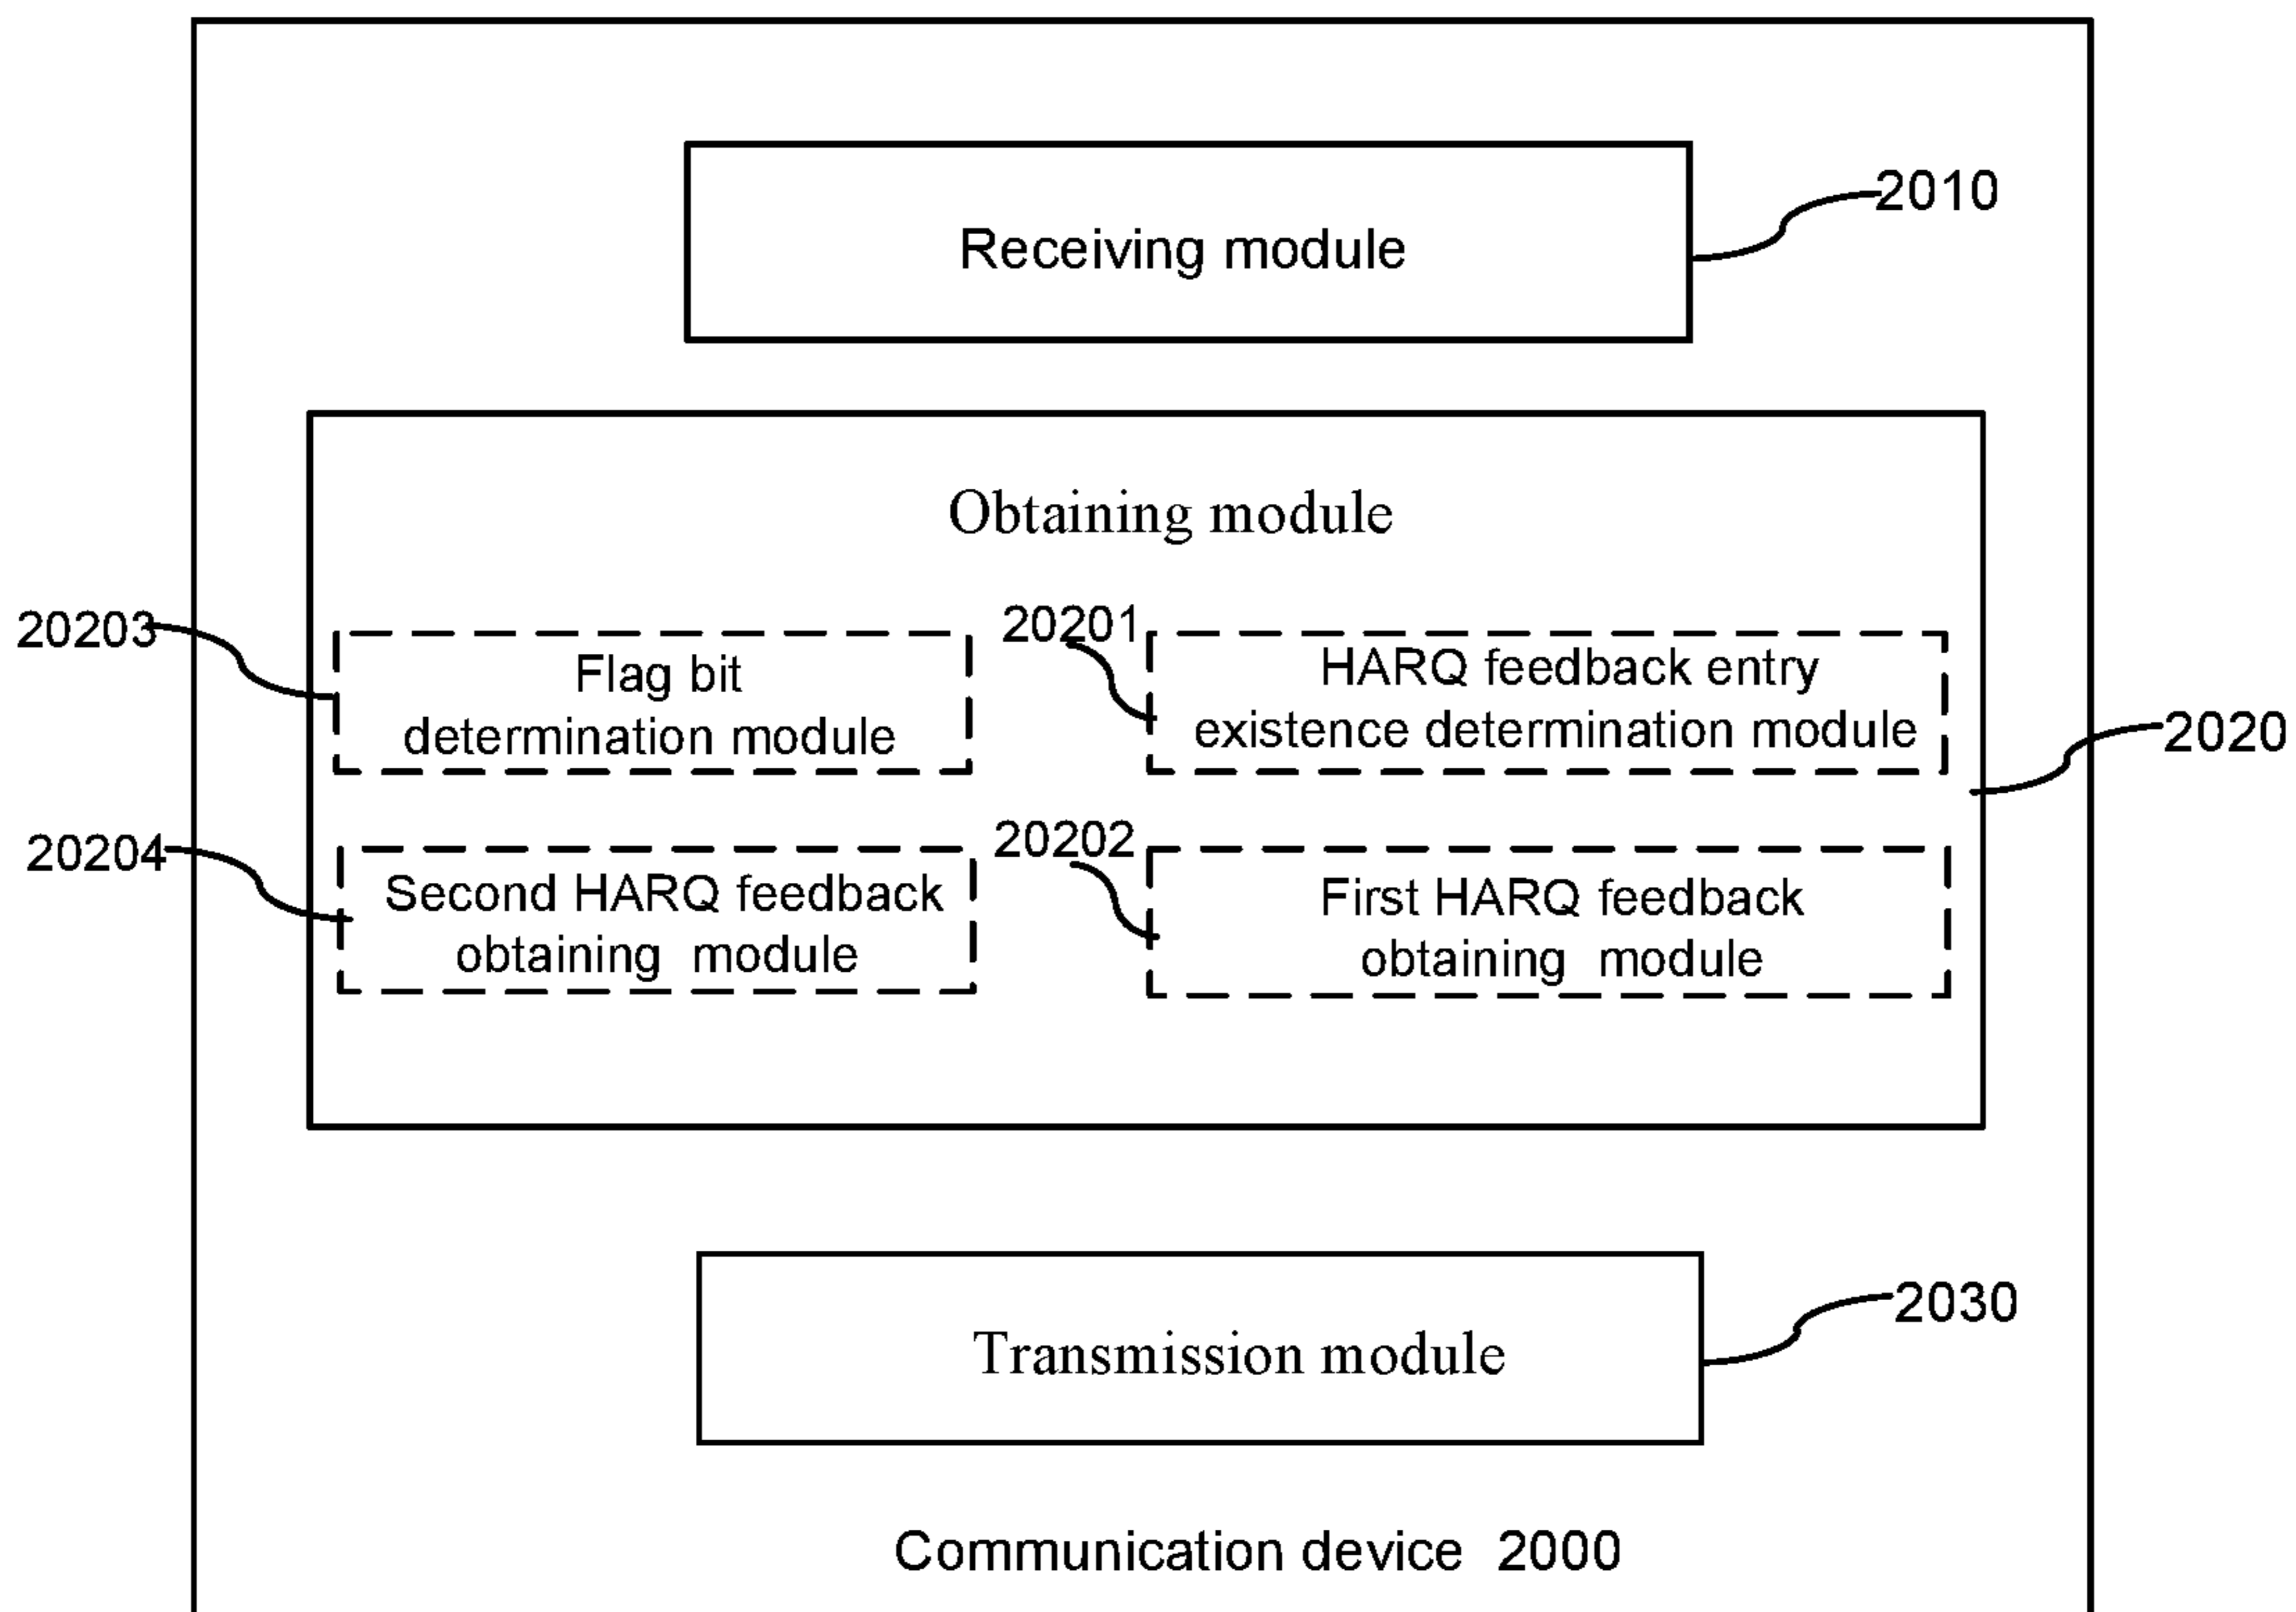 2010
Receiving module
Obtaining module
20203
20201
Flag bit
determination module
HARQ feedback entry
existence determination module
2020
20204
20202
Second HARQ feedback
obtaining module
First HARQ feedback
obtaining module
2030
Transmission module
Communication device 2000